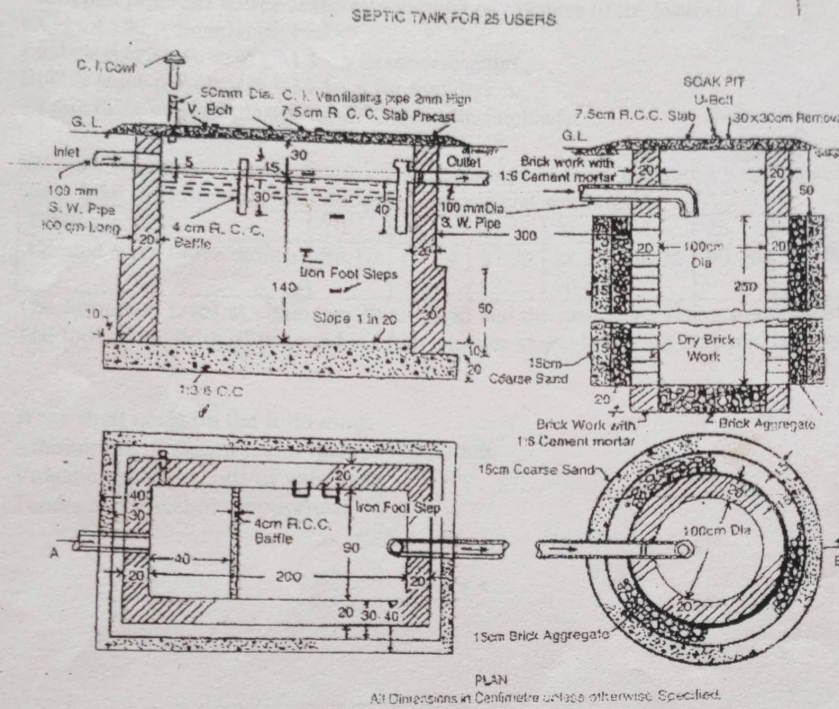 SEPTIC TANK FOR 25 USERS
C. I. Cowl
50mm Dia. C. I. Ventilating pipe 2mm High
V. Bolt
7.5cm R. C. C. Slab Precast
G. L.
Inlet
5
15
30
Outlet
100 mm
S. W. Pipe
100 cm Long
30
40
100 mm Dia
S. W. Pipe
4 cm R. C. C.
Baffle
20
20
300
Iron Foot Steps
140
60
10
Slope 1 in 20
30
10
20
1:3:6 C.C
SOAK PIT
U-Bolt
7.5cm R.C.C. Slab
G.L.
Brick work with
1:6 Cement mortar
20
20
50
20
100cm
Dia
20
250
15
Dry Brick
Work
15cm
Coarse Sand
20
Brick Work with
1:6 Cement mortar
Brick Aggregate
40
30
20
4cm R.C.C.
Baffle
Iron Foot Step
90
A
40
200
20
20
20 30 40
15cm Coarse Sand
20
100cm Dia
20
15cm Brick Aggregate
PLAN
All Dimensions in Centimetre unless otherwise Specified.